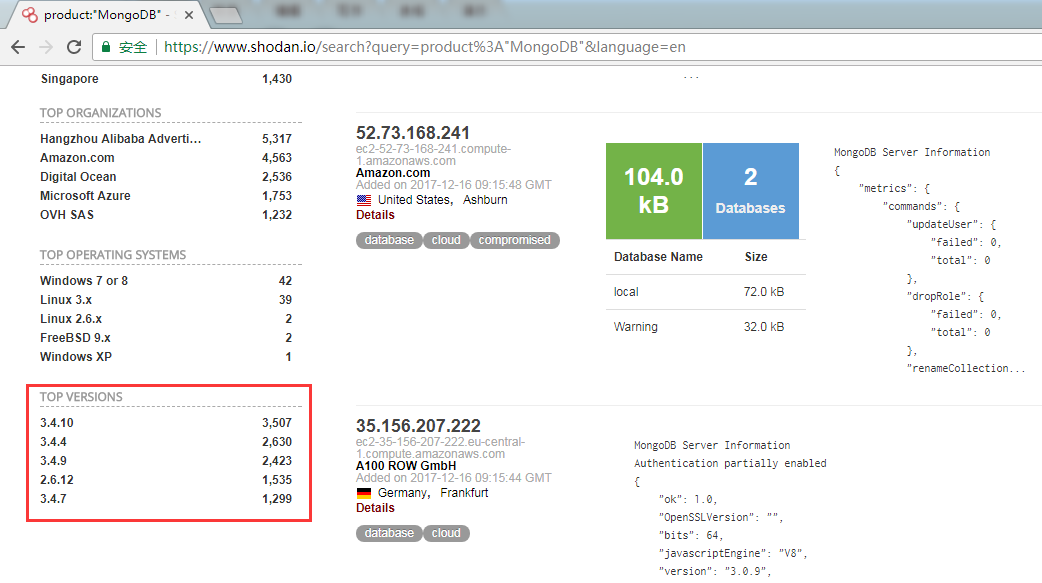 product:"MongoDB" -
安全 https://www.shodan.io/search?query=product%3A"MongoDB"&language=en
Singapore 1,430
TOP ORGANIZATIONS
Hangzhou Alibaba Adverti... 5,317
Amazon.com 4,563
Digital Ocean 2,536
Microsoft Azure 1,753
OVH SAS 1,232
TOP OPERATING SYSTEMS
Windows 7 or 8 42
Linux 3.x 39
Linux 2.6.x 2
FreeBSD 9.x 2
Windows XP 1
TOP VERSIONS
3.4.10 3,507
3.4.4 2,630
3.4.9 2,423
2.6.12 1,535
3.4.7 1,299
...
52.73.168.241
ec2-52-73-168-241.compute-
1.amazonaws.com
Amazon.com
Added on 2017-12-16 09:15:48 GMT
United States, Ashburn
Details
database cloud compromised
104.0
kB
2
Databases
Database Name Size
local 72.0 kB
Warning 32.0 kB
MongoDB Server Information
{
"metrics": {
"commands": {
"updateUser": {
"failed": 0,
"total": 0
},
"dropRole": {
"failed": 0,
"total": 0
},
"renameCollection...
35.156.207.222
ec2-35-156-207-222.eu-central-
1.compute.amazonaws.com
A100 ROW GmbH
Added on 2017-12-16 09:15:44 GMT
Germany, Frankfurt
Details
database cloud
MongoDB Server Information
Authentication partially enabled
{
"ok": 1.0,
"OpenSSLVersion": "",
"bits": 64,
"javascriptEngine": "V8",
"version": "3.0.9",